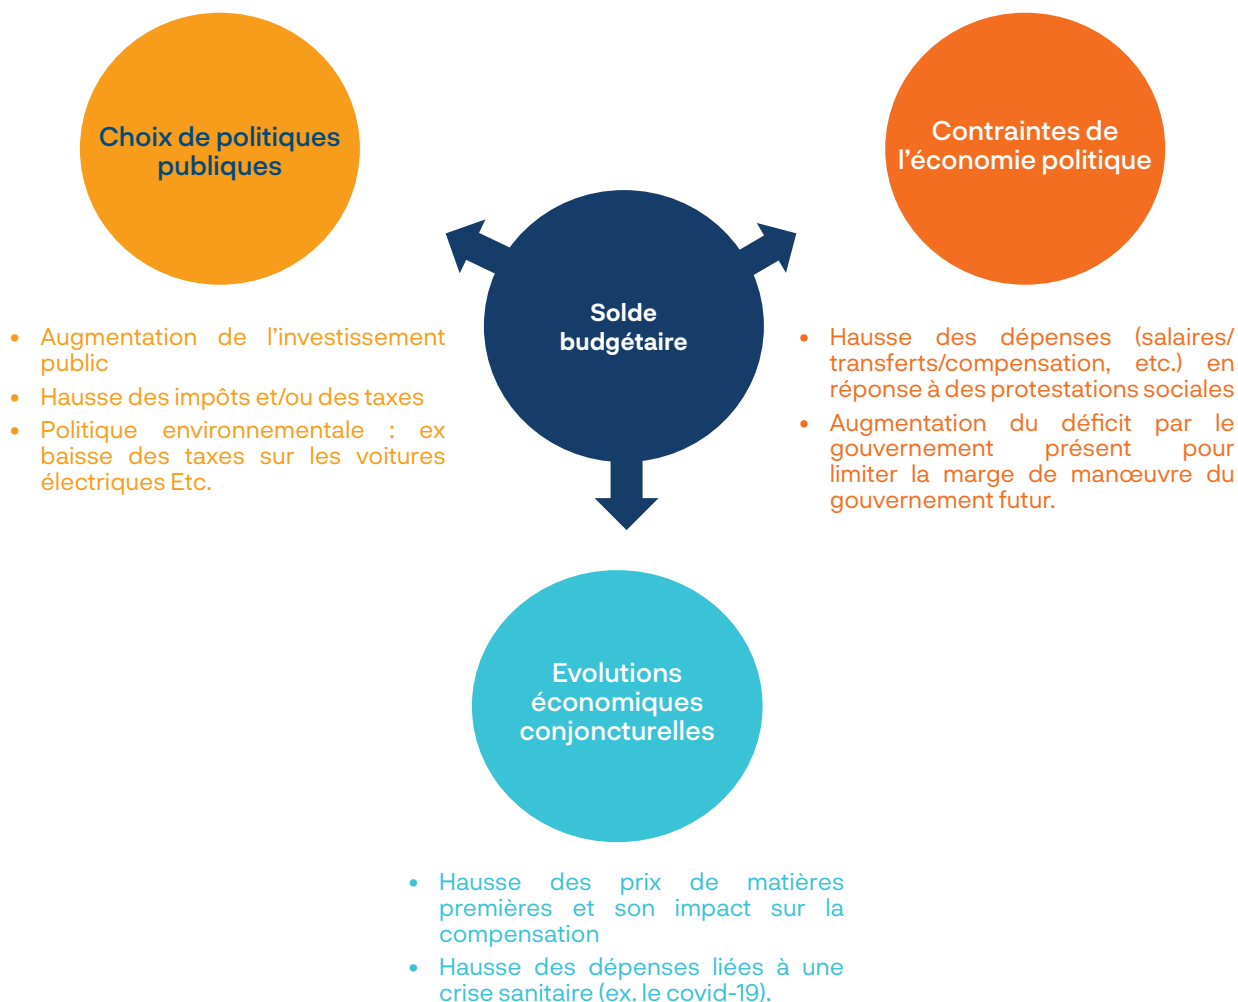 Choix de politiques
publiques
• Augmentation de l’investissement
public
• Hausse des impôts et/ou des taxes
• Politique environnementale : ex
baisse des taxes sur les voitures
électriques Etc.
Solde
budgétaire
Contraintes de
l’économie politique
• Hausse des dépenses (salaires/
transferts/compensation, etc.) en
réponse à des protestations sociales
• Augmentation du déficit par le
gouvernement présent pour
limiter la marge de manœuvre du
gouvernement futur.
Evolutions
économiques
conjoncturelles
• Hausse des prix de matières
premières et son impact sur la
compensation
• Hausse des dépenses liées à une
crise sanitaire (ex. le covid-19).